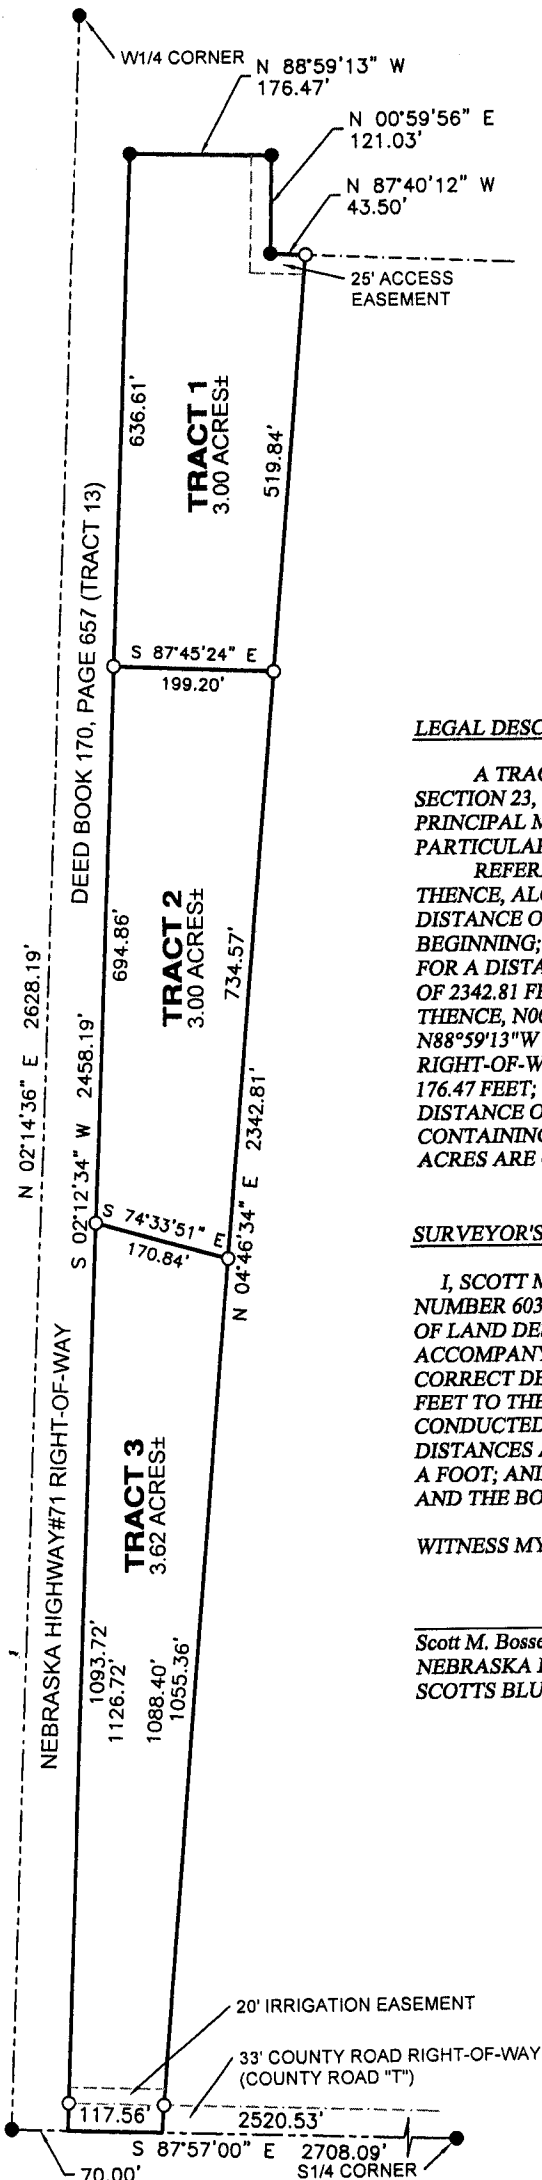 W1/4 CORNER
N 88°59'13" W
176.47'
N 00°59'56" E
121.03'
N 87°40'12" W
43.50'
25' ACCESS
EASEMENT
636.61'
TRACT 1
3.00 ACRES±
519.84'
DEED BOOK 170, PAGE 657 (TRACT 13)
S 87°45'24" E
199.20'
694.86'
TRACT 2
3.00 ACRES±
734.57'
N 02°14'36" E 2628.19'
S 02°12'34" W 2458.19'
N 04°46'34" E 2342.81'
S 74°33'51" E
170.84'
NEBRASKA HIGHWAY#71 RIGHT-OF-WAY
TRACT 3
3.62 ACRES±
1093.72'
1126.72'
1088.40'
1055.36'
20' IRRIGATION EASEMENT
33' COUNTY ROAD RIGHT-OF-WAY
(COUNTY ROAD "T")
117.56'
2520.53'
S 87°57'00" E 2708.09'
70.00'
S1/4 CORNER
LEGAL DESC
A TRAC
SECTION 23,
PRINCIPAL M
PARTICULAR
REFER
THENCE, ALO
DISTANCE O
BEGINNING;
FOR A DISTA
OF 2342.81 FE
THENCE, N00
N88°59'13"W
RIGHT-OF-W
176.47 FEET;
DISTANCE O
CONTAINING
ACRES ARE
SURVEYOR'S
I, SCOTT M
NUMBER 603
OF LAND DE
ACCOMPANY
CORRECT DE
FEET TO THE
CONDUCTED
DISTANCES A
A FOOT; AND
AND THE BO
WITNESS MY
Scott M. Bosse
NEBRASKA
SCOTTS BLU